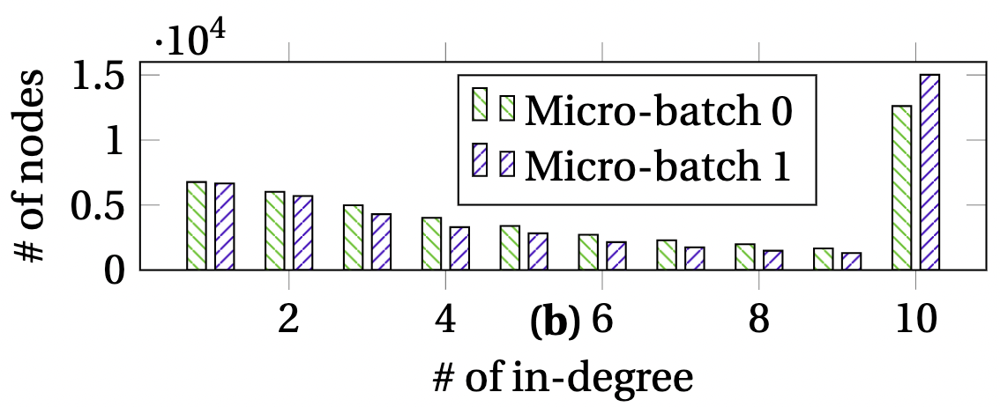 ·10⁴
# of nodes
1.5
1
0.5
0
Micro-batch 0
Micro-batch 1
2 4 (b) 6 8 10
# of in-degree